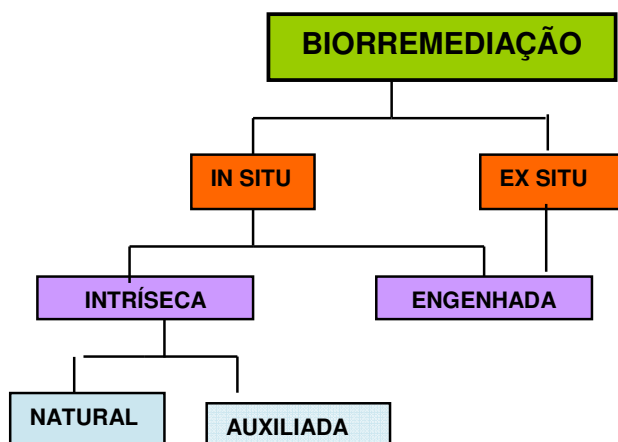 BIORREMEDIAÇÃO
IN SITU
EX SITU
INTRÍSECA
ENGENHADA
NATURAL
AUXILIADA